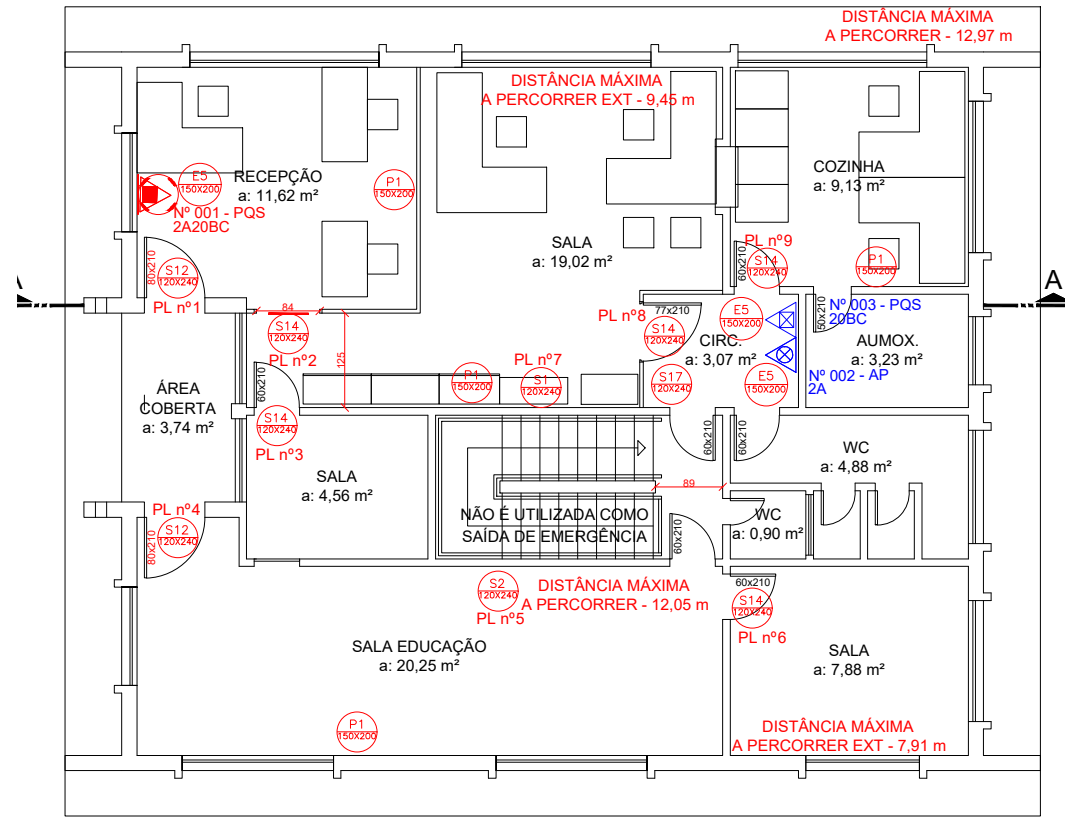 DISTÂNCIA MÁXIMA
A PERCORRER - 12,97 m
DISTÂNCIA MÁXIMA
A PERCORRER EXT - 9,45 m
E5
150X200
RECEPÇÃO
a: 11,62 m²
P1
150X200
Nº 001 - PQS
2A20BC
COZINHA
a: 9,13 m²
SALA
a: 19,02 m²
PL nº9
S14
120X240
60x210
P1
150X200
80x210
S12
120X240
PL nº1
A
84
S14
120X240
PL nº2
125
PL nº8
77x210
S14
120X240
E5
150X200
CIRC.
a: 3,07 m²
Nº 003 - PQS
20BC
50x210
AUMOX.
a: 3,23 m²
Nº 002 - AP
2A
PL nº7
P1
150X200
S1
120X240
S17
120X240
E5
150X200
60x210
ÁREA
COBERTA
a: 3,74 m²
S14
120X240
PL nº3
60x210
60x210
SALA
a: 4,56 m²
WC
a: 4,88 m²
89
PL nº4
S12
120X240
80x210
NÃO É UTILIZADA COMO
SAÍDA DE EMERGÊNCIA
60x210
WC
a: 0,90 m²
S2
120X240
PL nº5
DISTÂNCIA MÁXIMA
A PERCORRER - 12,05 m
60x210
S14
120X240
PL nº6
SALA EDUCAÇÃO
a: 20,25 m²
SALA
a: 7,88 m²
P1
150X200
DISTÂNCIA MÁXIMA
A PERCORRER EXT - 7,91 m